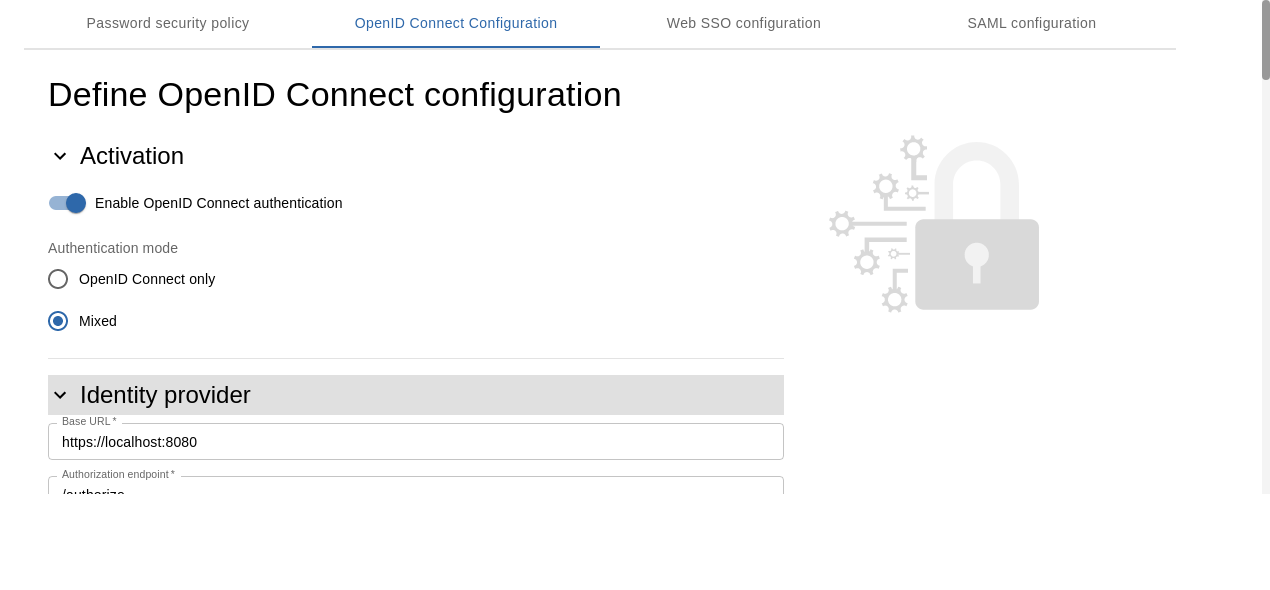 Password security policy
OpenID Connect Configuration
Web SSO configuration
SAML configuration
Define OpenID Connect configuration
Activation
Enable OpenID Connect authentication
Authentication mode
OpenID Connect only
Mixed
Identity provider
Base URL *
https://localhost:8080
Authorization endpoint *
/authorize